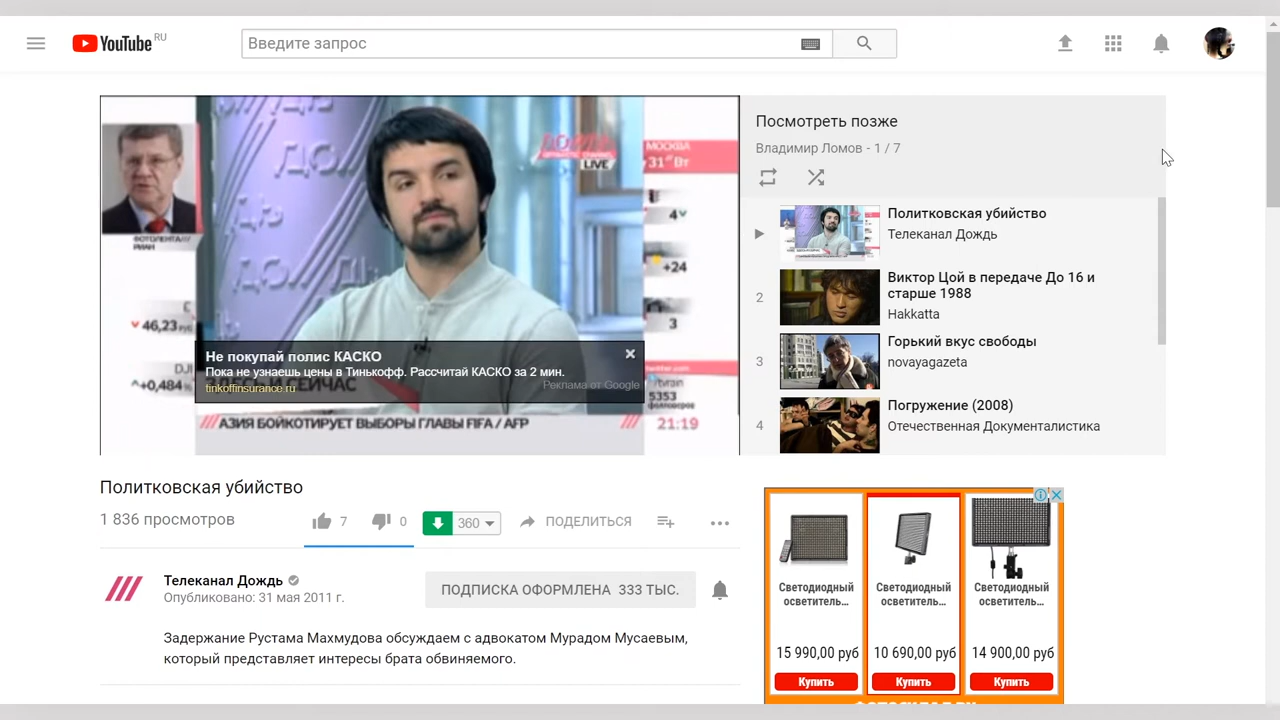 YouTube RU
Введите запрос
LIVE
МОСКВА
31° Вт
46,23
+0,484
4
+24
3
5353
Не покупай полис КАСКО
Пока не узнаешь цены в Тинькофф. Рассчитай КАСКО за 2 мин.
tinkoffinsurance.ru
Реклама от Google
АЗИЯ БОЙКОТИРУЕТ ВЫБОРЫ ГЛАВЫ FIFA / AFP
21:19
Посмотреть позже
Владимир Ломов - 1 / 7
Политковская убийство
Телеканал Дождь
2
Виктор Цой в передаче До 16 и
старше 1988
Hakkatta
3
Горький вкус свободы
novayagazeta
4
Погружение (2008)
Отечественная Документалистика
Политковская убийство
1 836 просмотров
7
0
360
ПОДЕЛИТЬСЯ
Телеканал Дождь
Опубликовано: 31 мая 2011 г.
ПОДПИСКА ОФОРМЛЕНА 333 ТЫС.
Задержание Рустама Махмудова обсуждаем с адвокатом Мурадом Мусаевым,
который представляет интересы брата обвиняемого.
Светодиодный
осветитель...
15 990,00 руб
Купить
Светодиодный
осветитель...
10 690,00 руб
Купить
Светодиодный
осветитель...
14 900,00 руб
Купить